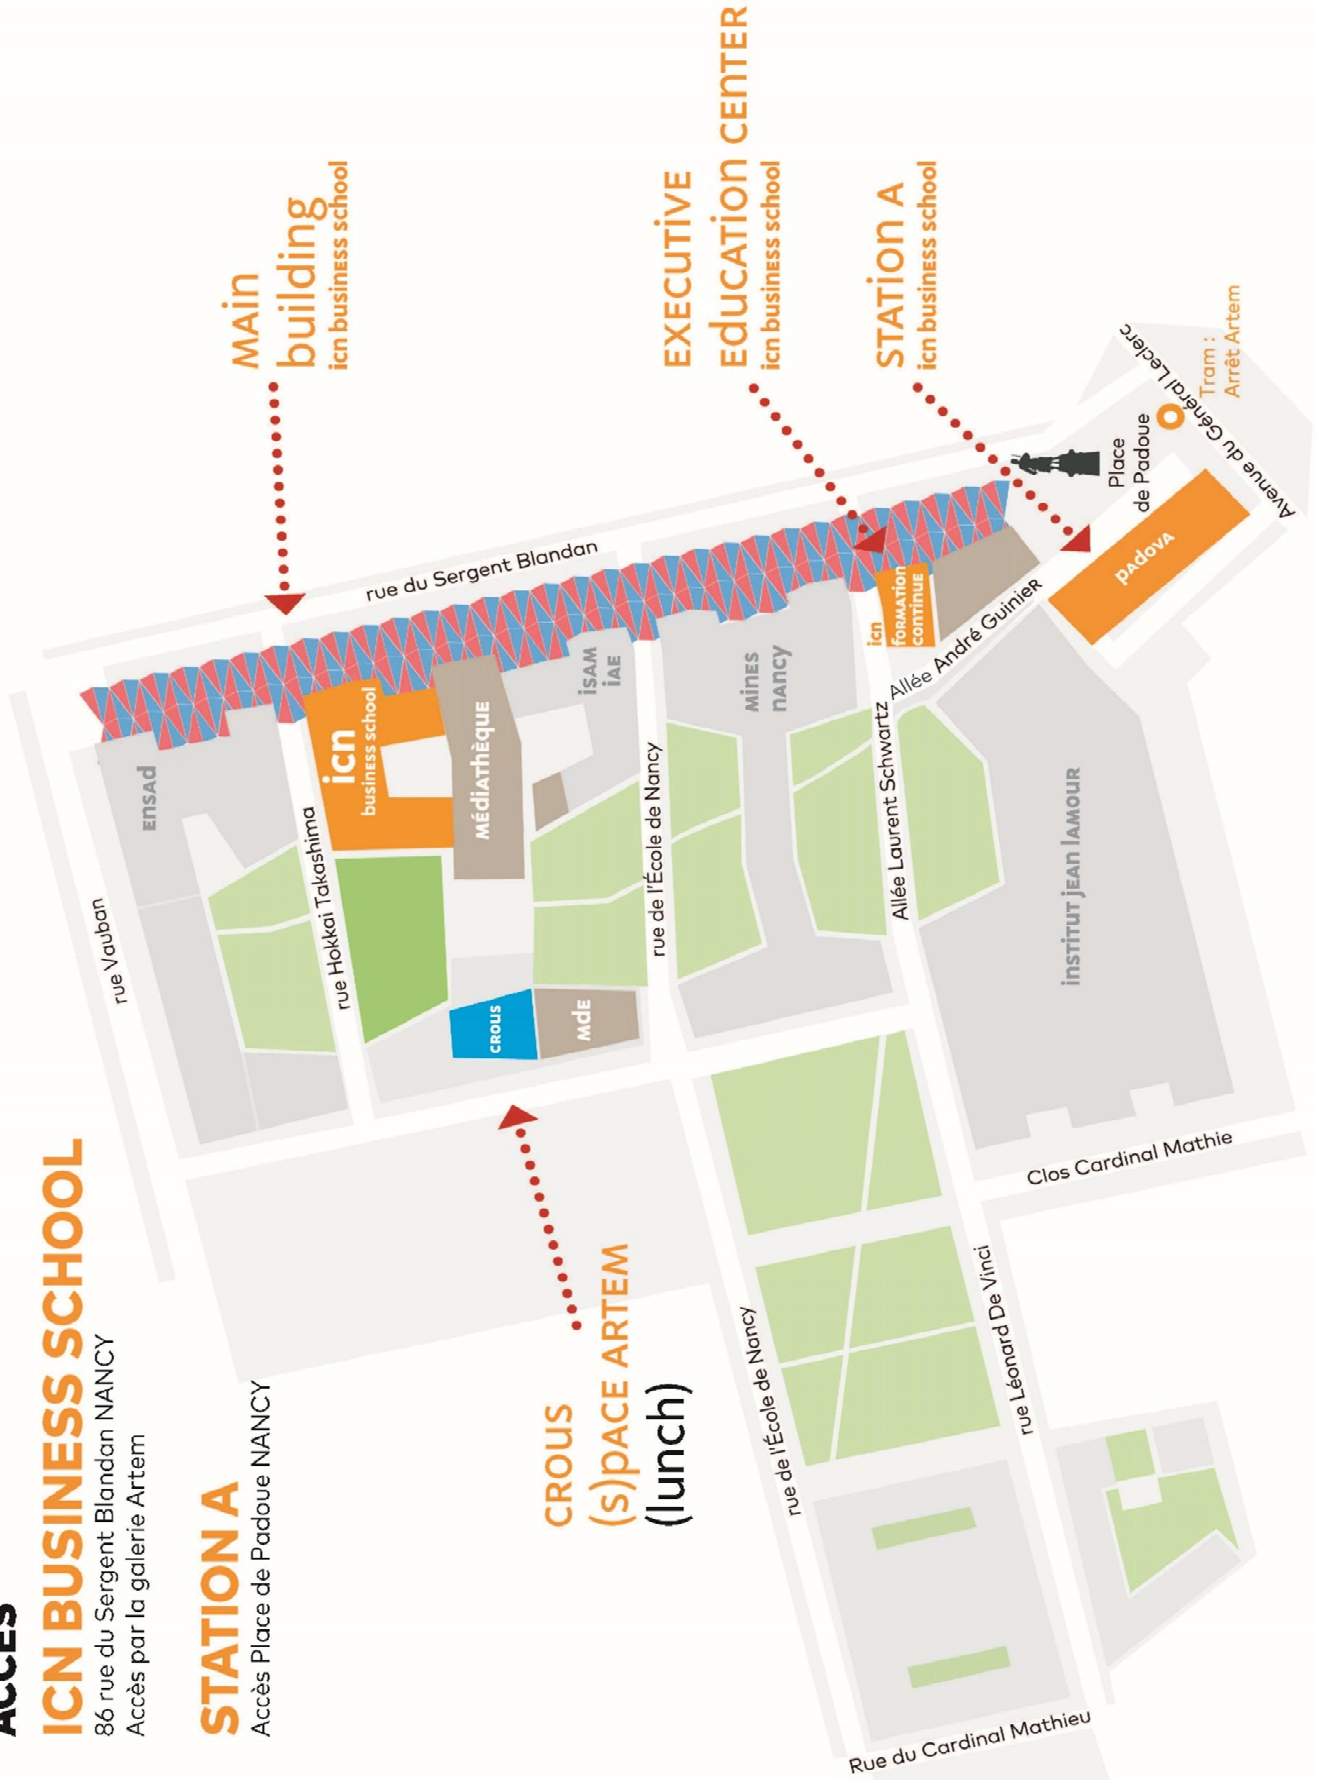 ACCÈS
ICN BUSINESS SCHOOL
86 rue du Sergent Blandan NANCY
Accès par la galerie Artem
STATION A
Accès Place de Padoue NANCY
MAin
building
icn business school
EXECUTIVE
EducATion cEnTER
icn business school
STATion A
icn business school
CROUS
(s)pACE ARTEM
(lunch)
rue Vauban
EnSAd
rue Hokkai Takashima
icn
businEss school
MÉdiAThèquE
cRous
MdE
rue du Sergent Blandan
iSAM
iAE
rue de l'École de Nancy
MinEs
nAncy
Allée Laurent Schwartz
icn
foRMATion
conTinuE
Allée André Guinier
pAdovA
Place
de Padoue
Tram :
Arrêt Artem
Avenue du Général Leclerc
insTiTuT jEAn lAMouR
Clos Cardinal Mathie
rue de l'École de Nancy
rue Léonard De Vinci
Rue du Cardinal Mathieu